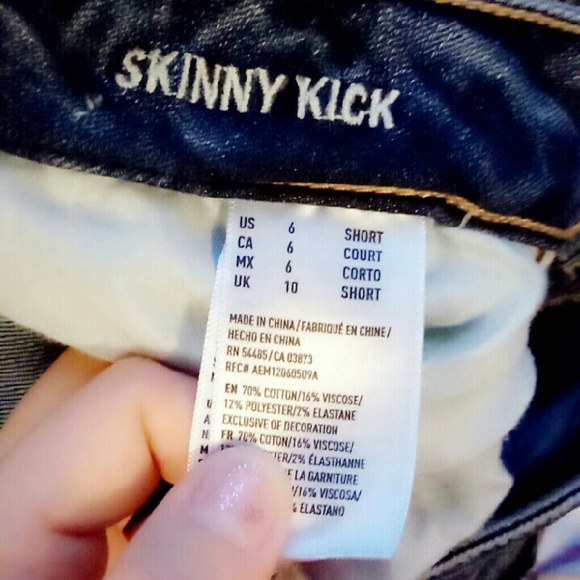 SKINNY KICK
US 6 SHORT
CA 6 COURT
MX 6 CORTO
UK 10 SHORT
MADE IN CHINA/FABRIQUÉ EN CHINE/
HECHO EN CHINA
RN 54485/CA 03873
RFC# AEM12060509A
EN 70% COTTON/16% VISCOSE/
12% POLYESTER/2% ELASTANE
EXCLUSIVE OF DECORATION
FR 70% COTON/16% VISCOSE/
/2% ÉLASTHANNE
LA GARNITURE
/16% VISCOSA/
% ELASTANO